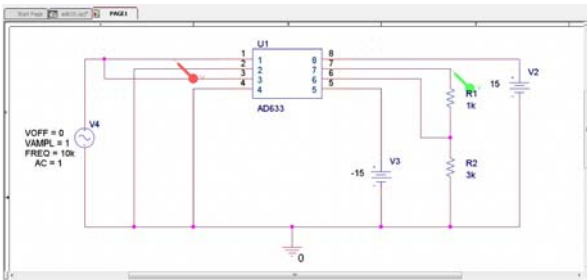 Start Page
PAGE1
U1
1 1 8 8
2 2 7 7
3 3 6 6
4 4 5 5
AD633
V4
VOFF = 0
VAMPL = 1
FREQ = 10k
AC = 1
-15
V3
R1
1k
R2
3k
15
V2
0